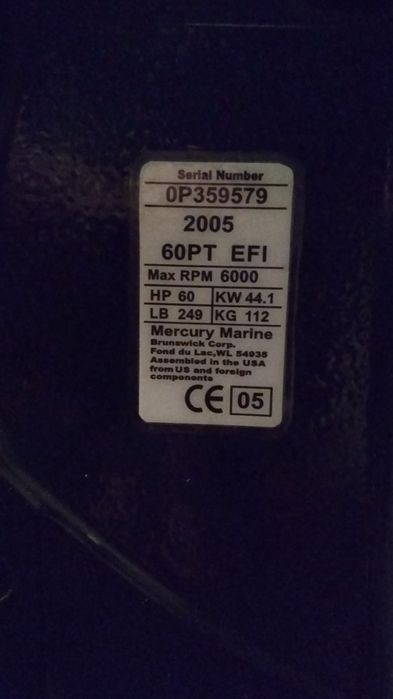 Serial Number
0P359579
2005
60PT EFI
Max RPM 6000
HP 60 KW 44.1
LB 249 KG 112
Mercury Marine
Brunswick Corp.
Fond du Lac,WL 54935
Assembled in the USA
from US and foreign
components
CE 05